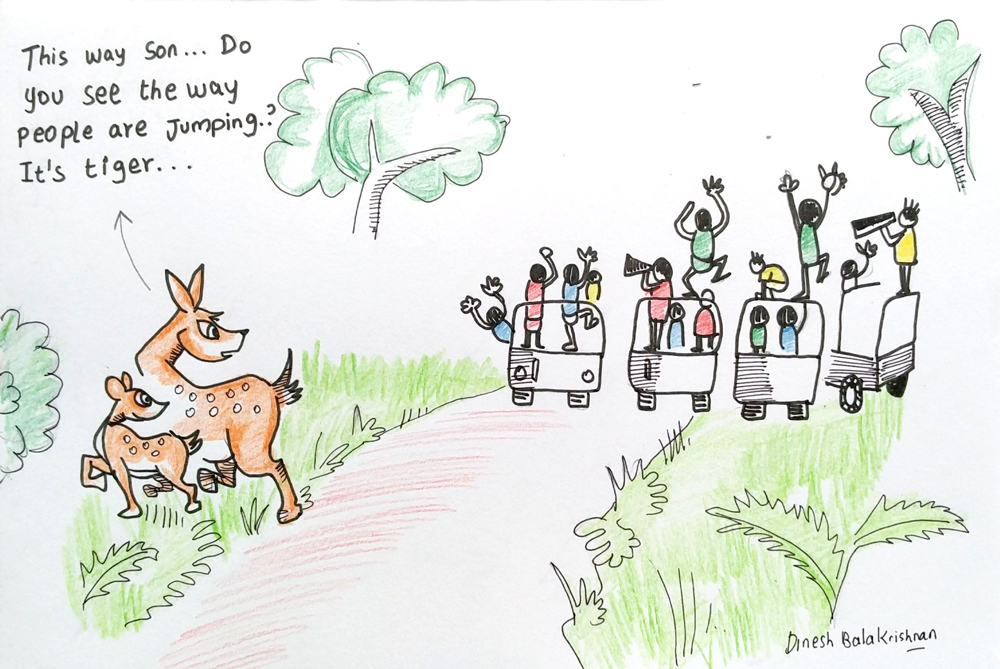 This way son... Do
you see the way
people are Jumping..?
It's tiger...
Dinesh BalaKrishnan